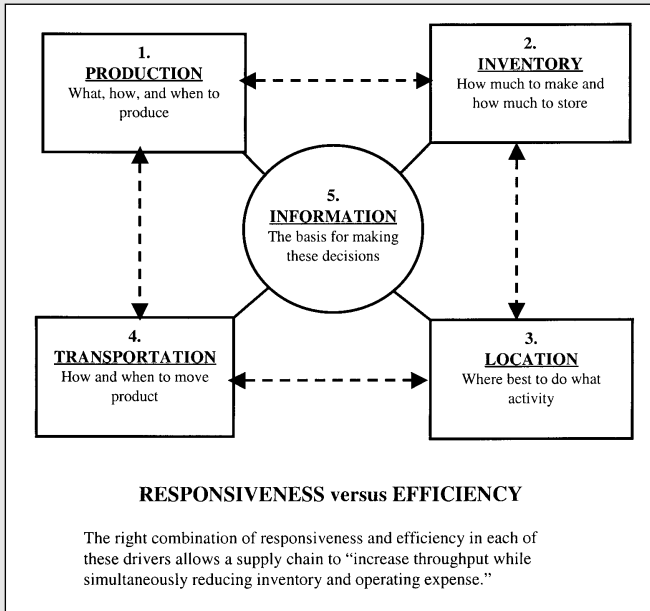 1.
PRODUCTION
What, how, and when to
produce
2.
INVENTORY
How much to make and
how much to store
5.
INFORMATION
The basis for making
these decisions
4.
TRANSPORTATION
How and when to move
product
3.
LOCATION
Where best to do what
activity
RESPONSIVENESS versus EFFICIENCY
The right combination of responsiveness and efficiency in each of
these drivers allows a supply chain to “increase throughput while
simultaneously reducing inventory and operating expense.”